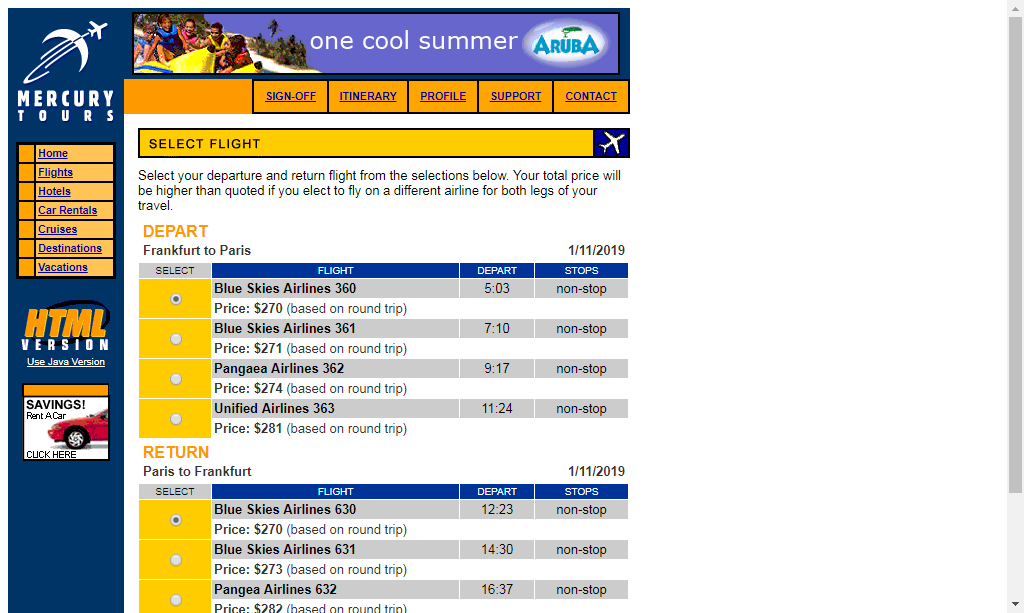 one cool summer ARUBA
MERCURY
TOURS
SIGN-OFF ITINERARY PROFILE SUPPORT CONTACT
Home
Flights
Hotels
Car Rentals
Cruises
Destinations
Vacations
HTML
VERSION
Use Java Version
SAVINGS!
Rent A Car
CLICK HERE
SELECT FLIGHT
Select your departure and return flight from the selections below. Your total price will
be higher than quoted if you elect to fly on a different airline for both legs of your
travel.
DEPART
Frankfurt to Paris 1/11/2019
SELECT FLIGHT DEPART STOPS
Blue Skies Airlines 360 5:03 non-stop
Price: $270 (based on round trip)
Blue Skies Airlines 361 7:10 non-stop
Price: $271 (based on round trip)
Pangaea Airlines 362 9:17 non-stop
Price: $274 (based on round trip)
Unified Airlines 363 11:24 non-stop
Price: $281 (based on round trip)
RETURN
Paris to Frankfurt 1/11/2019
SELECT FLIGHT DEPART STOPS
Blue Skies Airlines 630 12:23 non-stop
Price: $270 (based on round trip)
Blue Skies Airlines 631 14:30 non-stop
Price: $273 (based on round trip)
Pangea Airlines 632 16:37 non-stop
Price: $282 (based on round trip)